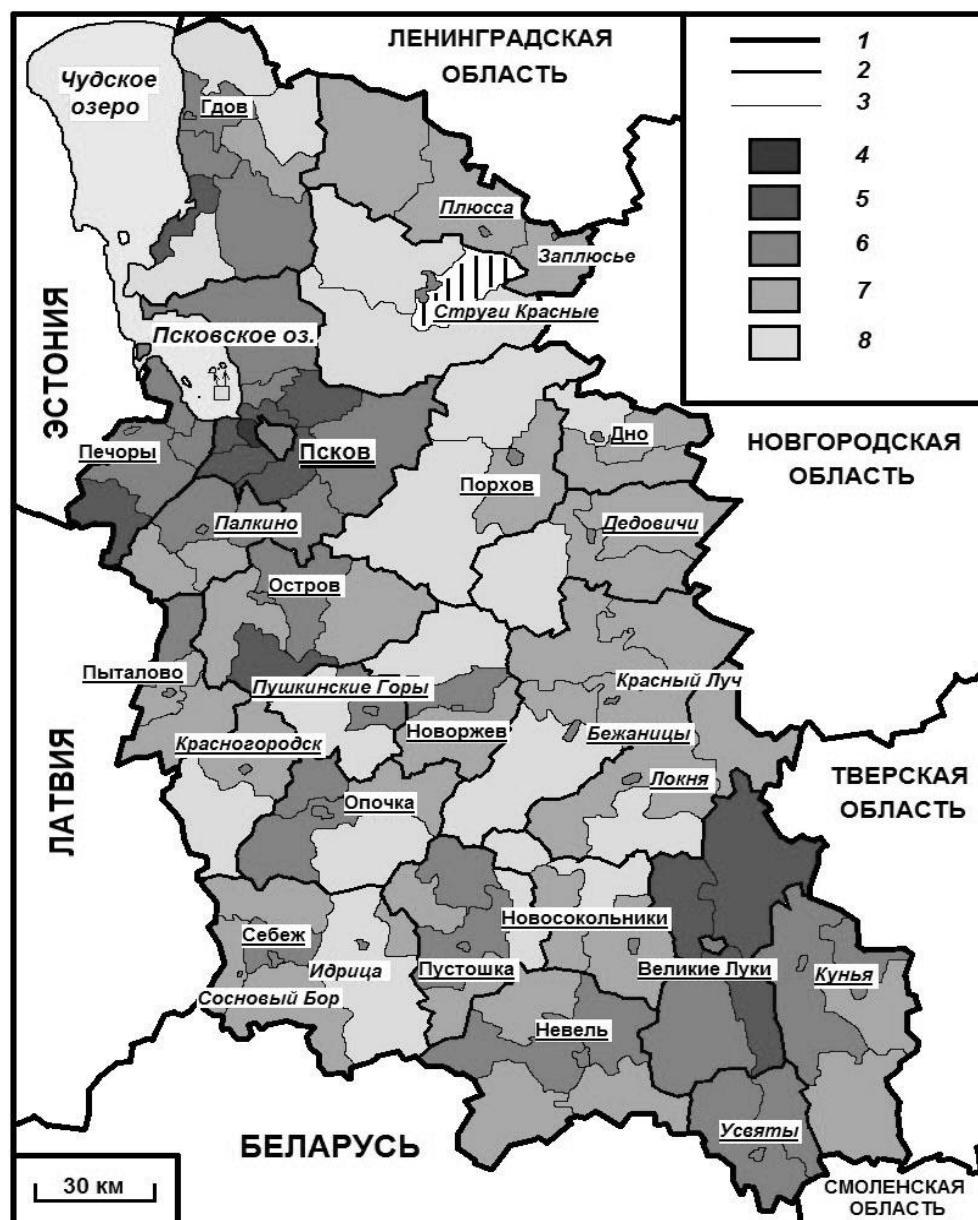 ЛЕНИНГРАДСКАЯ
ОБЛАСТЬ
1
2
3
4
5
6
7
8
Чудское
озеро
Гдов
Плюсса
Заплюсье
Струги Красные
Псковское оз.
ЭСТОНИЯ
Печоры
Псков
Дно
Порхов
НОВГОРОДСКАЯ
ОБЛАСТЬ
Палкино
Дедовичи
Остров
Пыталово
Пушкинские Горы
Красный Луч
Красногородск
Новоржев
Бежаницы
ЛАТВИЯ
Опочка
Локня
ТВЕРСКАЯ
ОБЛАСТЬ
Себеж
Новосокольники
Идрица
Пустошка
Великие Луки
Кунья
Сосновый Бор
Невель
Усвяты
БЕЛАРУСЬ
30 км
СМОЛЕНСКАЯ
ОБЛАСТЬ